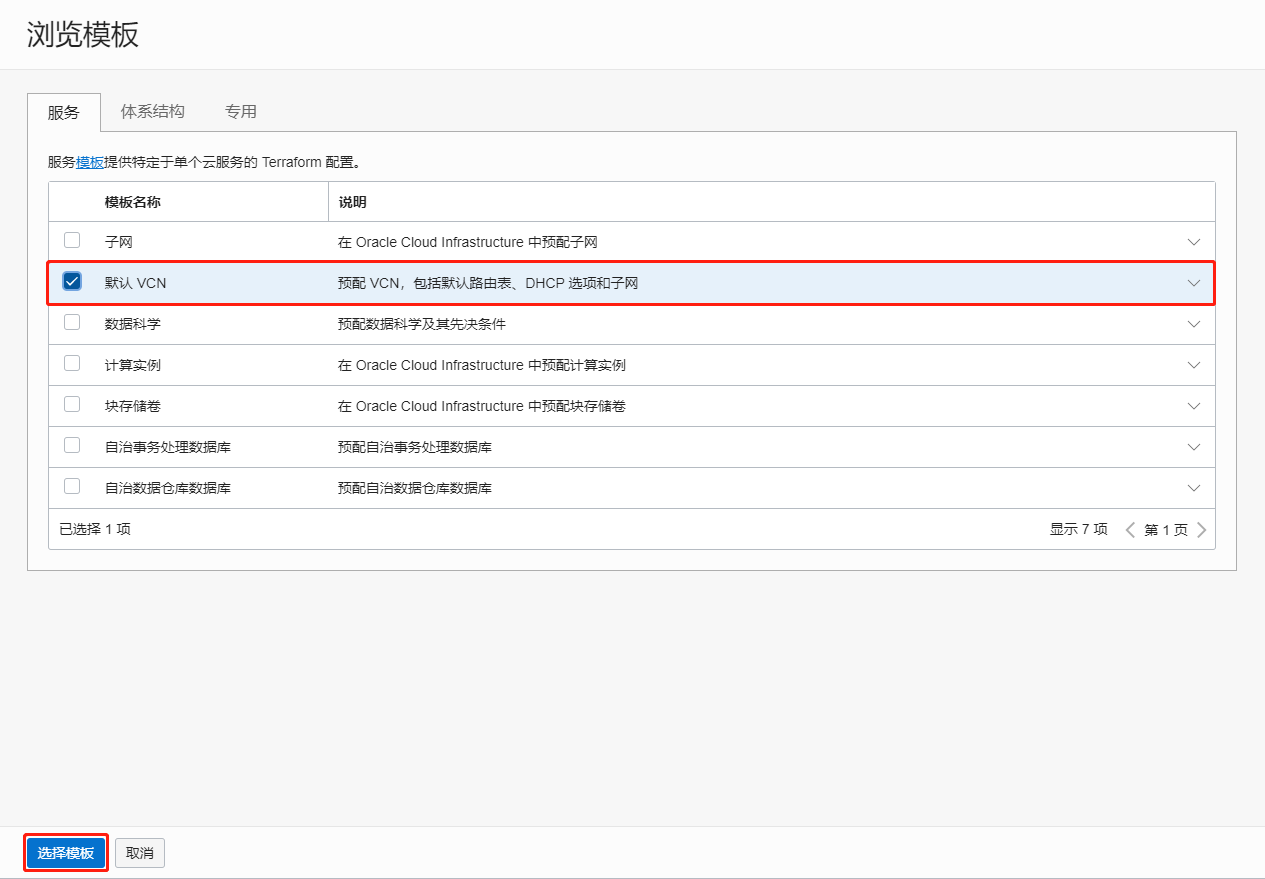 浏览模板
服务 体系结构 专用
服务模板提供特定于单个云服务的 Terraform 配置。
模板名称 说明
子网 在 Oracle Cloud Infrastructure 中预配子网
默认 VCN 预配 VCN，包括默认路由表、DHCP 选项和子网
数据科学 预配数据科学及其先决条件
计算实例 在 Oracle Cloud Infrastructure 中预配计算实例
块存储卷 在 Oracle Cloud Infrastructure 中预配块存储卷
自治事务处理数据库 预配自治事务处理数据库
自治数据仓库数据库 预配自治数据仓库数据库
已选择 1 项 显示 7 项 第 1 页
选择模板 取消